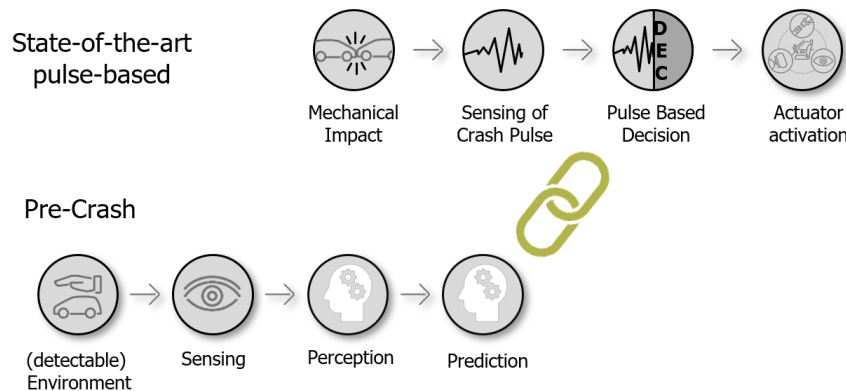 State-of-the-art
pulse-based
D
E
C
Mechanical
Impact
Sensing of
Crash Pulse
Pulse Based
Decision
Actuator
activation
Pre-Crash
(detectable)
Environment
Sensing
Perception
Prediction